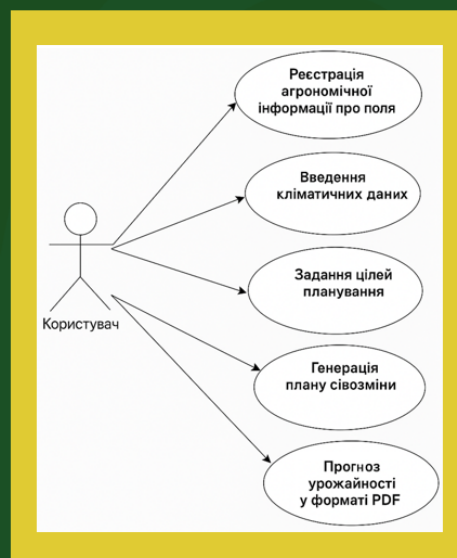 Реєстрація
агрономічної
інформації про поля
Введення
кліматичних даних
Задання цілей
планування
Користувач
Генерація
плану сівозміни
Прогноз
урожайності
у форматі PDF